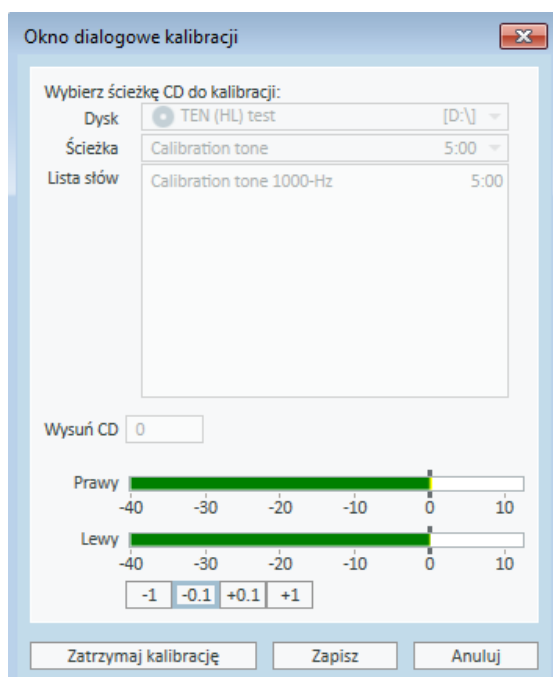 Okno dialogowe kalibracji
Wybierz ścieżkę CD do kalibracji:
Dysk TEN (HL) test [D:\]
Ścieżka Calibration tone 5:00
Lista słów Calibration tone 1000-Hz 5:00
Wysuń CD 0
Prawy
-40 -30 -20 -10 0 10
Lewy
-40 -30 -20 -10 0 10
-1 -0.1 +0.1 +1
Zatrzymaj kalibrację Zapisz Anuluj